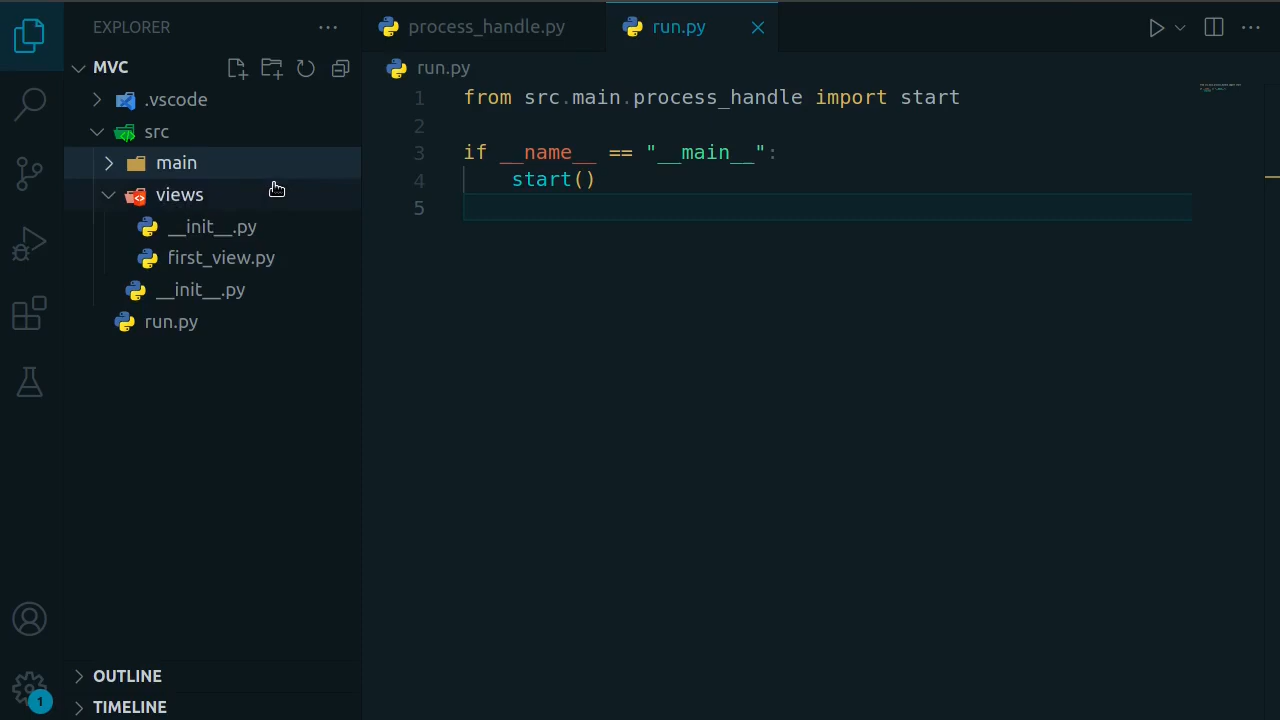 EXPLORER
MVC
.vscode
src
main
views
__init__.py
first_view.py
__init__.py
run.py
OUTLINE
TIMELINE
1
process_handle.py
run.py
run.py
1 from src.main.process_handle import start
2
3 if __name__ == "__main__":
4 start()
5